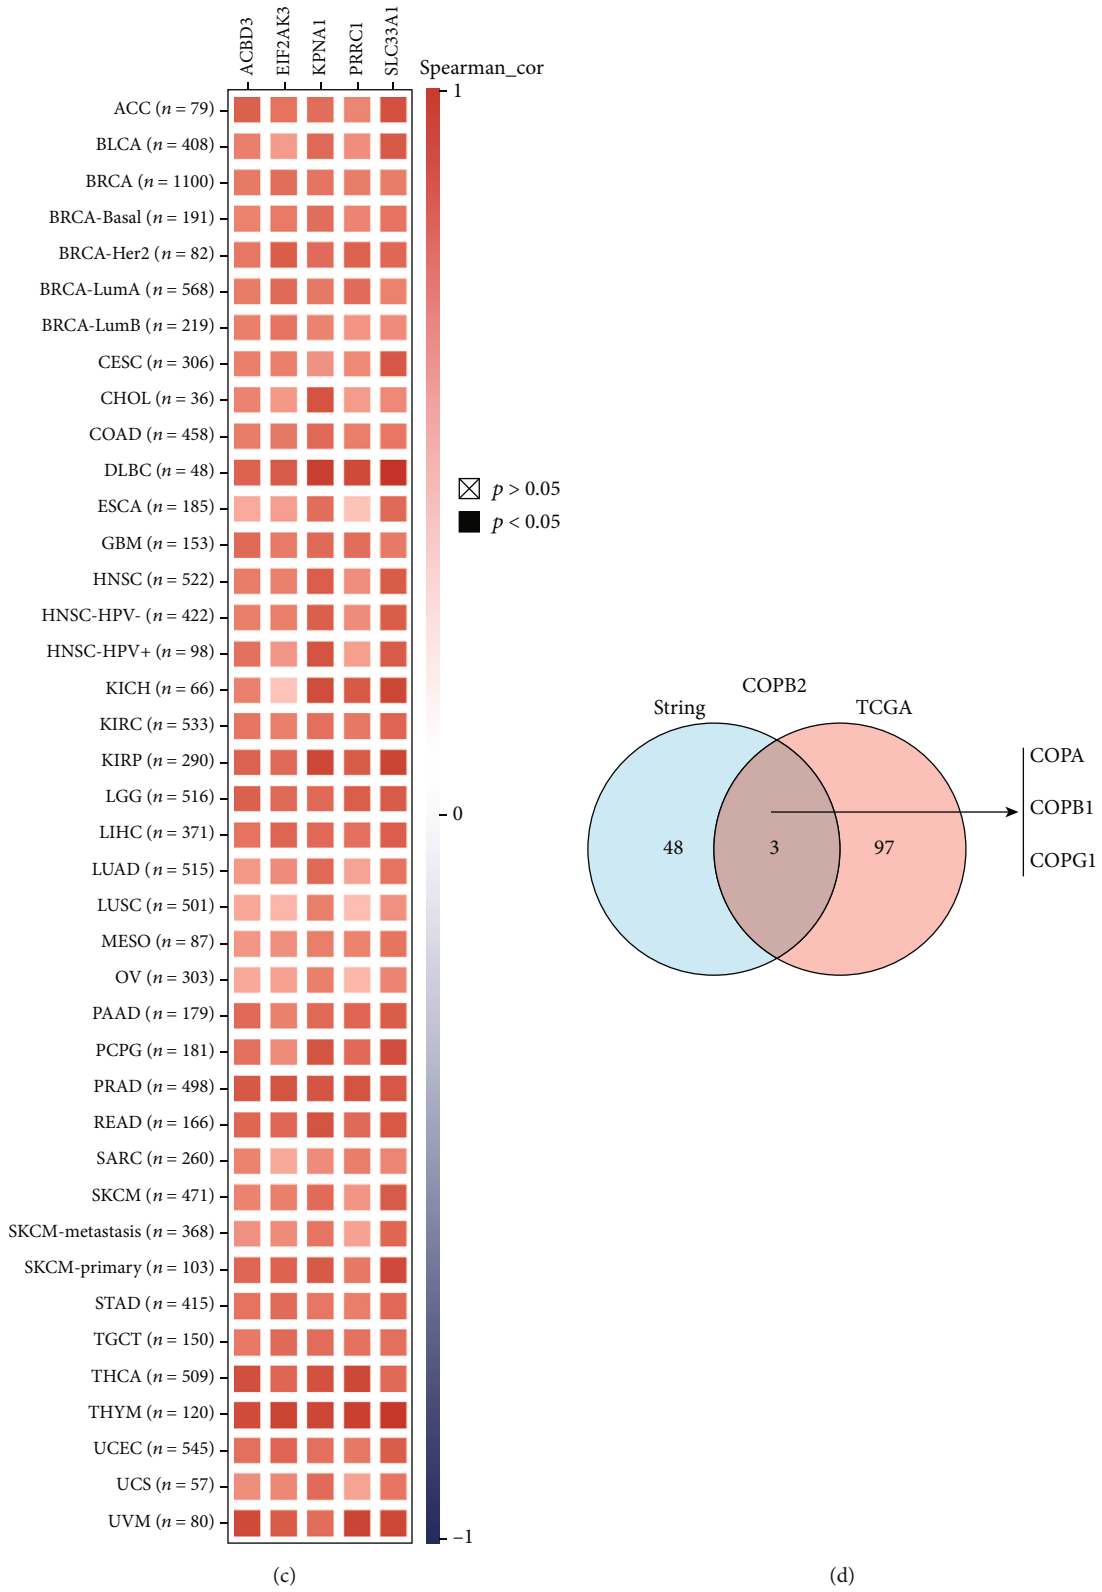 ACBD3
EIF2AK3
KPNA1
PRRC1
SLC33A1
Spearman_cor
ACC (n = 79)
BLCA (n = 408)
BRCA (n = 1100)
BRCA-Basal (n = 191)
BRCA-Her2 (n = 82)
BRCA-LumA (n = 568)
BRCA-LumB (n = 219)
CESC (n = 306)
CHOL (n = 36)
COAD (n = 458)
DLBC (n = 48)
ESCA (n = 185)
GBM (n = 153)
HNSC (n = 522)
HNSC-HPV- (n = 422)
HNSC-HPV+ (n = 98)
KICH (n = 66)
KIRC (n = 533)
KIRP (n = 290)
LGG (n = 516)
LIHC (n = 371)
LUAD (n = 515)
LUSC (n = 501)
MESO (n = 87)
OV (n = 303)
PAAD (n = 179)
PCPG (n = 181)
PRAD (n = 498)
READ (n = 166)
SARC (n = 260)
SKCM (n = 471)
SKCM-metastasis (n = 368)
SKCM-primary (n = 103)
STAD (n = 415)
TGCT (n = 150)
THCA (n = 509)
THYM (n = 120)
UCEC (n = 545)
UCS (n = 57)
UVM (n = 80)
1
0
−1
p > 0.05
p < 0.05
(c)
COPB2
String
TCGA
48
3
97
COPA
COPB1
COPG1
(d)